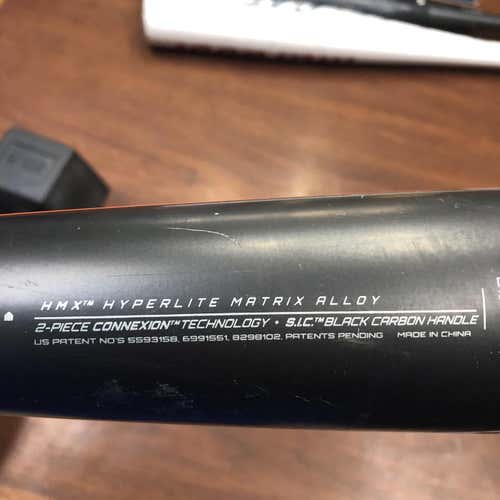 HMX™ HYPERLITE MATRIX ALLOY
2-PIECE CONNEXION™ TECHNOLOGY • S.I.C.™ BLACK CARBON HANDLE
US PATENT NO'S 5593158, 6991551, 8298102, PATENTS PENDING MADE IN CHINA